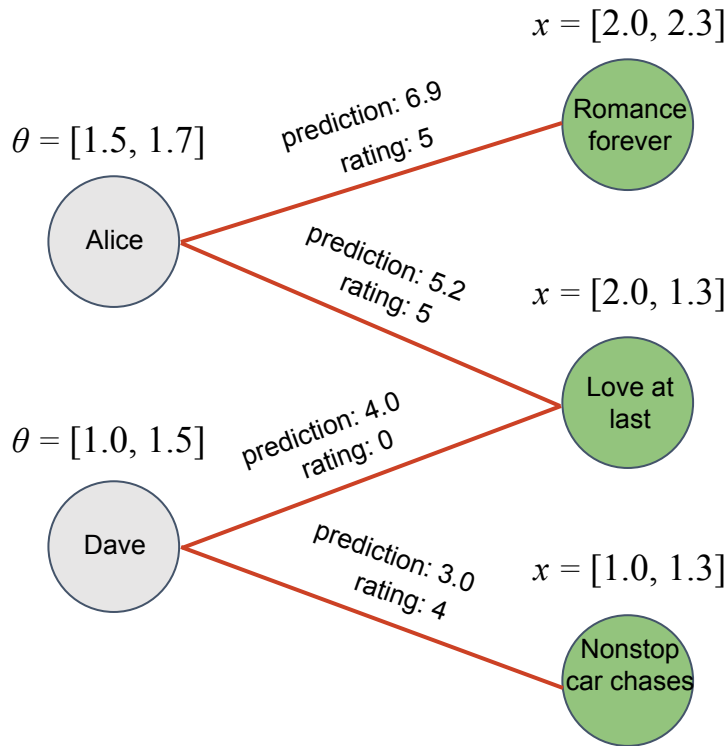 x = [2.0, 2.3]
Romance
forever
prediction: 6.9
rating: 5
θ = [1.5, 1.7]
Alice
prediction: 5.2
rating: 5
x = [2.0, 1.3]
Love at
last
prediction: 4.0
rating: 0
θ = [1.0, 1.5]
Dave
prediction: 3.0
rating: 4
x = [1.0, 1.3]
Nonstop
car chases